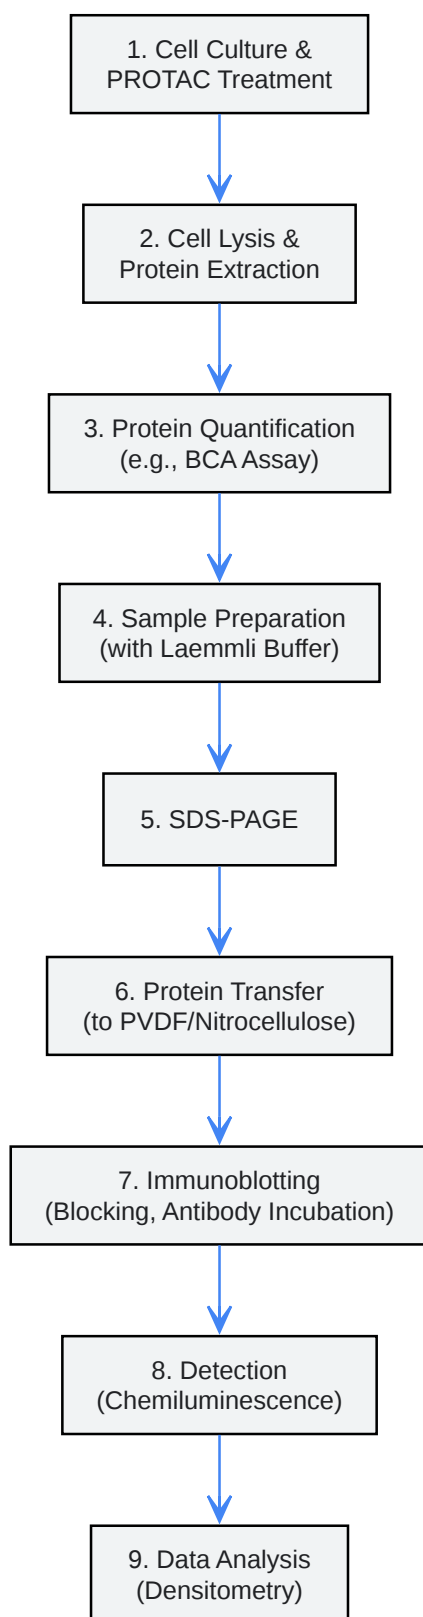 1. Cell Culture &
PROTAC Treatment
2. Cell Lysis &
Protein Extraction
3. Protein Quantification
(e.g., BCA Assay)
4. Sample Preparation
(with Laemmli Buffer)
5. SDS-PAGE
6. Protein Transfer
(to PVDF/Nitrocellulose)
7. Immunoblotting
(Blocking, Antibody Incubation)
8. Detection
(Chemiluminescence)
9. Data Analysis
(Densitometry)